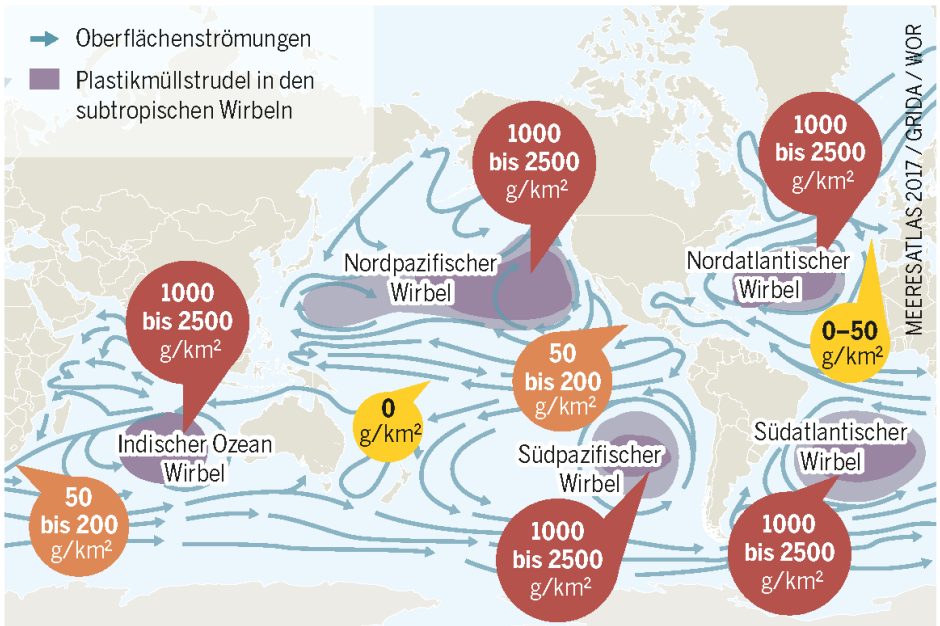 Oberflächenströmungen
Plastikmüllstrudel in den
subtropischen Wirbeln
1000
bis 2500
g/km²
1000
bis 2500
g/km²
MEERESATLAS 2017 / GRIDA / WOR
Nordpazifischer
Wirbel
Nordatlantischer
Wirbel
1000
bis 2500
g/km²
0–50
g/km²
50
bis 200
g/km²
0
g/km²
Indischer Ozean
Wirbel
Südpazifischer
Wirbel
Südatlantischer
Wirbel
50
bis 200
g/km²
1000
bis 2500
g/km²
1000
bis 2500
g/km²